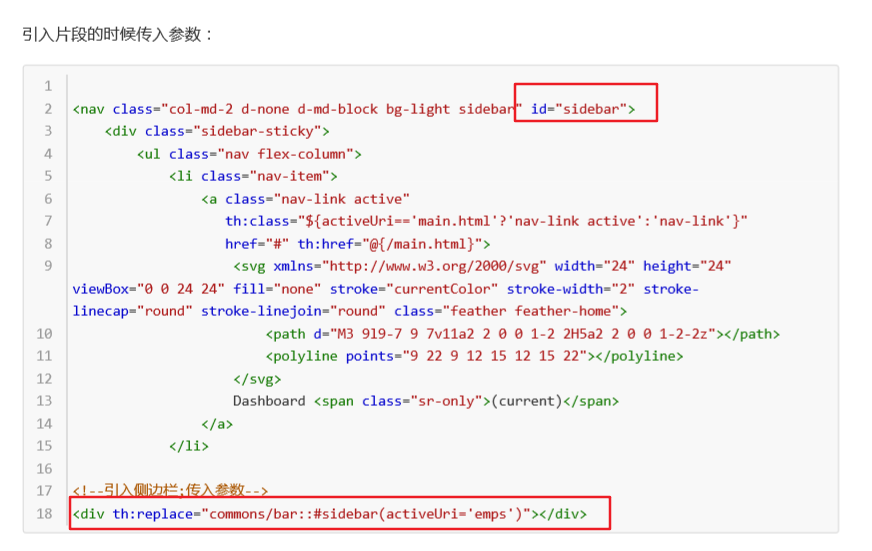 引入片段的时候传入参数：
1
2 <nav class="col-md-2 d-none d-md-block bg-light sidebar" id="sidebar">
3 <div class="sidebar-sticky">
4 <ul class="nav flex-column">
5 <li class="nav-item">
6 <a class="nav-link active"
7 th:class="${activeUri=='main.html'?'nav-link active':'nav-link'}"
8 href="#" th:href="@{/main.html}">
9 <svg xmlns="http://www.w3.org/2000/svg" width="24" height="24"
viewBox="0 0 24 24" fill="none" stroke="currentColor" stroke-width="2" stroke-
linecap="round" stroke-linejoin="round" class="feather feather-home">
10 <path d="M3 9l9-7 9 7v11a2 2 0 0 1-2 2H5a2 2 0 0 1-2-2z"></path>
11 <polyline points="9 22 9 12 15 12 15 22"></polyline>
12 </svg>
13 Dashboard <span class="sr-only">(current)</span>
14 </a>
15 </li>
16
17 <!--引入侧边栏;传入参数-->
18 <div th:replace="commons/bar::#sidebar(activeUri='emps')"></div>